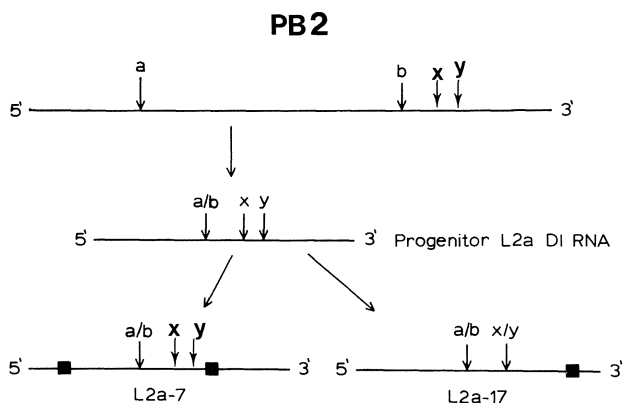 PB2
a b x y
5' 3'
a/b x y
5' 3' Progenitor L2a DI RNA
a/b x y a/b x/y
5' 3' 5' 3'
L2a-7 L2a-17